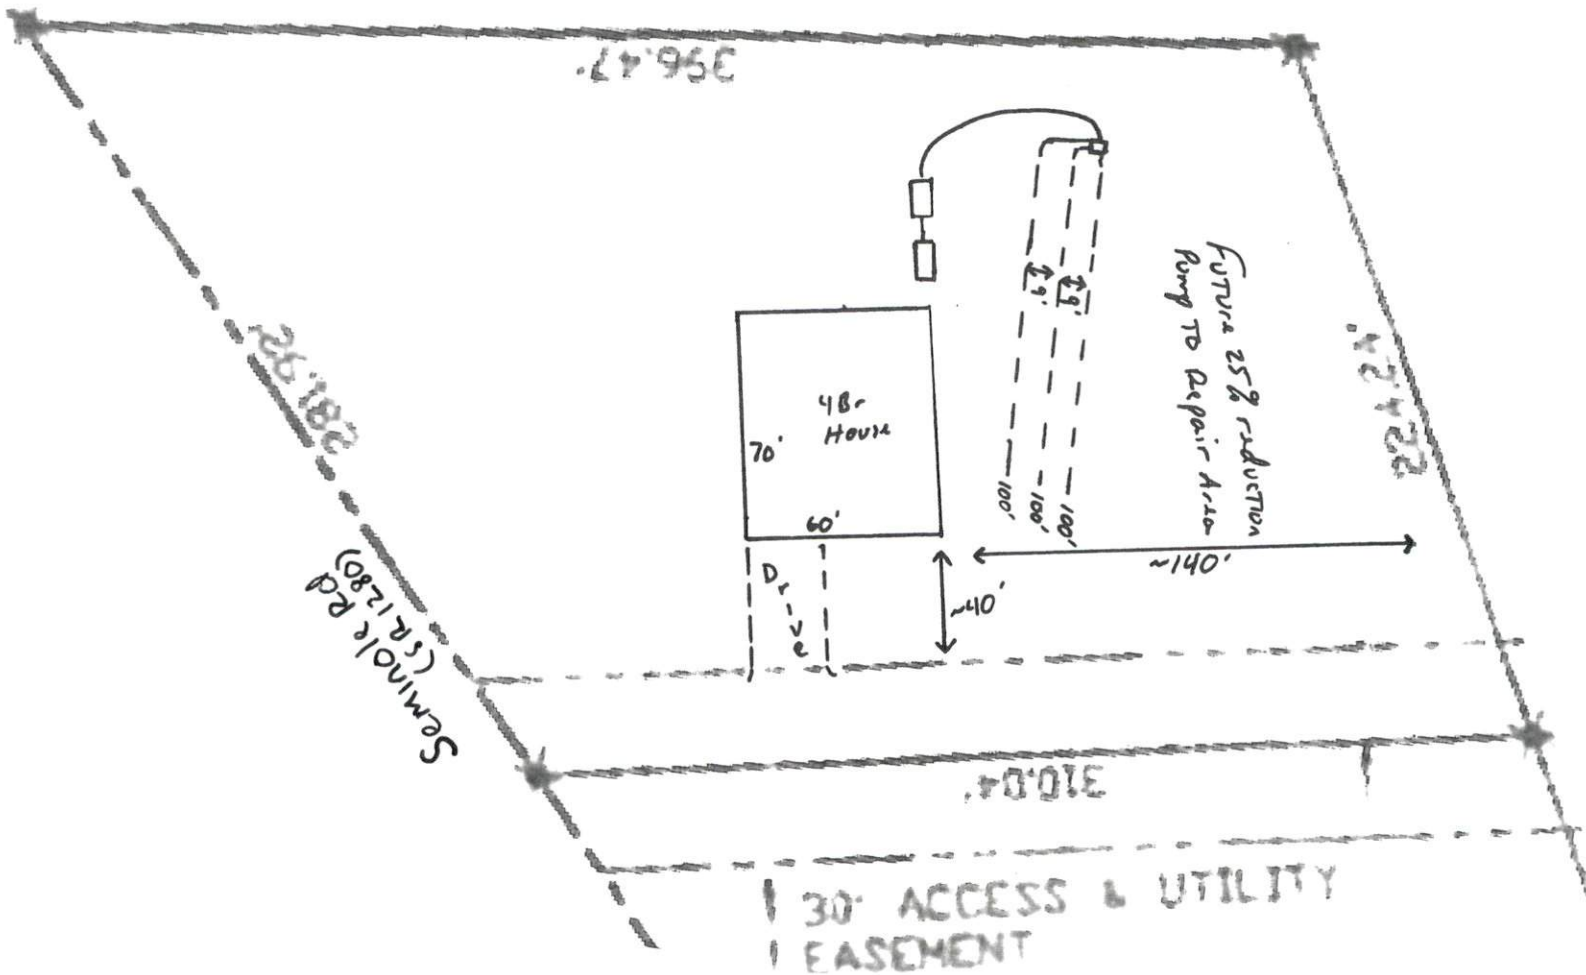 396.47'
281.92'
224.24'
Future 25% reduction
Pump To Repair Area
9'
9'
4Br
House
70'
60'
100'
100'
100'
~140'
~40'
Drive
Seminole Rd
(SR 1280)
310.04'
30' ACCESS & UTILITY
EASEMENT